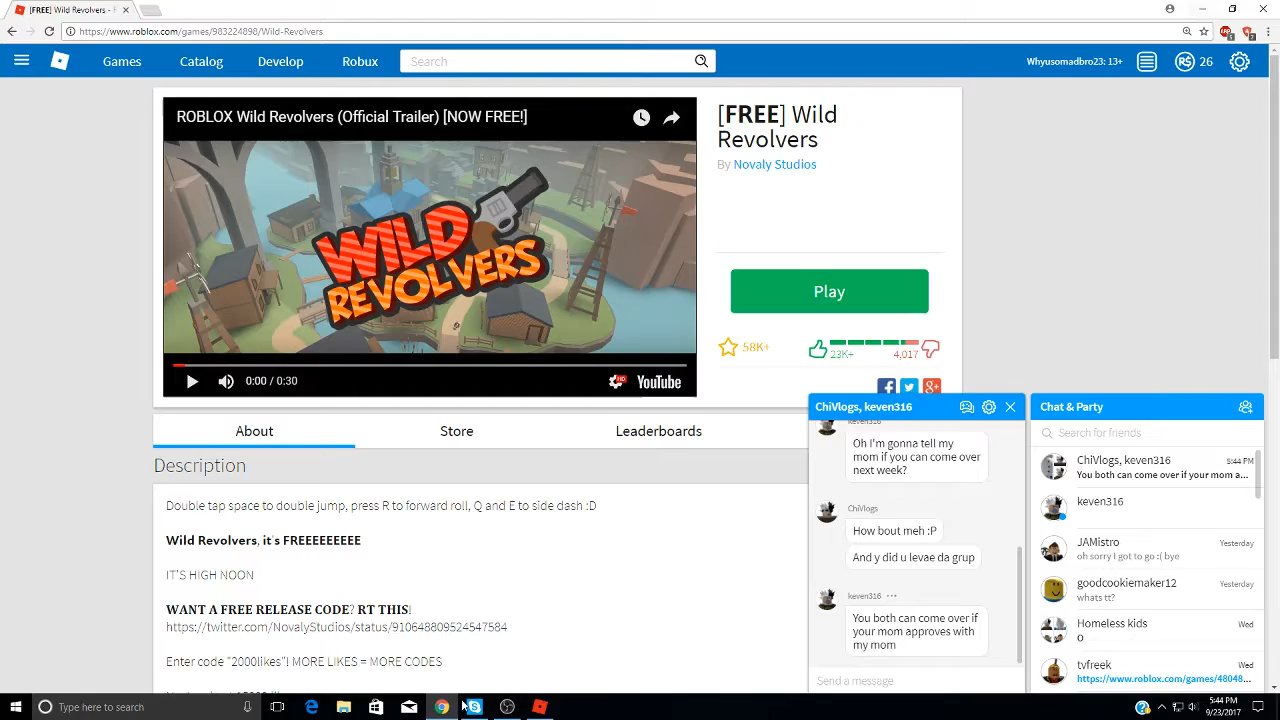 [FREE] Wild Revolvers - R
https://www.roblox.com/games/983224898/Wild-Revolvers
Games
Catalog
Develop
Robux
Search
Whyusomadbro23: 13+
26
ROBLOX Wild Revolvers (Official Trailer) [NOW FREE!]
WILD
REVOLVERS
0:00 / 0:30
HD
YouTube
[FREE] Wild
Revolvers
By Novaly Studios
Play
58K+
23K+
4,017
About
Store
Leaderboards
Description
Double tap space to double jump, press R to forward roll, Q and E to side dash :D
Wild Revolvers, it's FREEEEEEEEE
IT'S HIGH NOON
WANT A FREE RELEASE CODE? RT THIS!
https://twitter.com/NovalyStudios/status/910648809524547584
Enter code "2000likes"! MORE LIKES = MORE CODES
ChiVlogs, keven316
keven316
Oh I'm gonna tell my
mom if you can come over
next week?
ChiVlogs
How bout meh :P
And y did u levae da grup
keven316
You both can come over if
your mom approves with
my mom
Send a message
Chat & Party
Search for friends
ChiVlogs, keven316
5:44 PM
You both can come over if your mom a...
keven316
JAMistro
Yesterday
oh sorry I got to go :( bye
goodcookiemaker12
Yesterday
whats tt?
Homeless kids
Wed
o
tvfreek
Wed
https://www.roblox.com/games/48048...
Type here to search
5:44 PM
9/23/2017